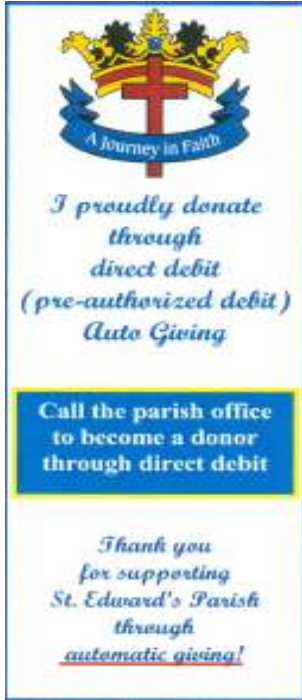 A Journey in Faith
I proudly donate
through
direct debit
(pre-authorized debit)
Auto Giving
Call the parish office
to become a donor
through direct debit
Thank you
for supporting
St. Edward's Parish
through
automatic giving!